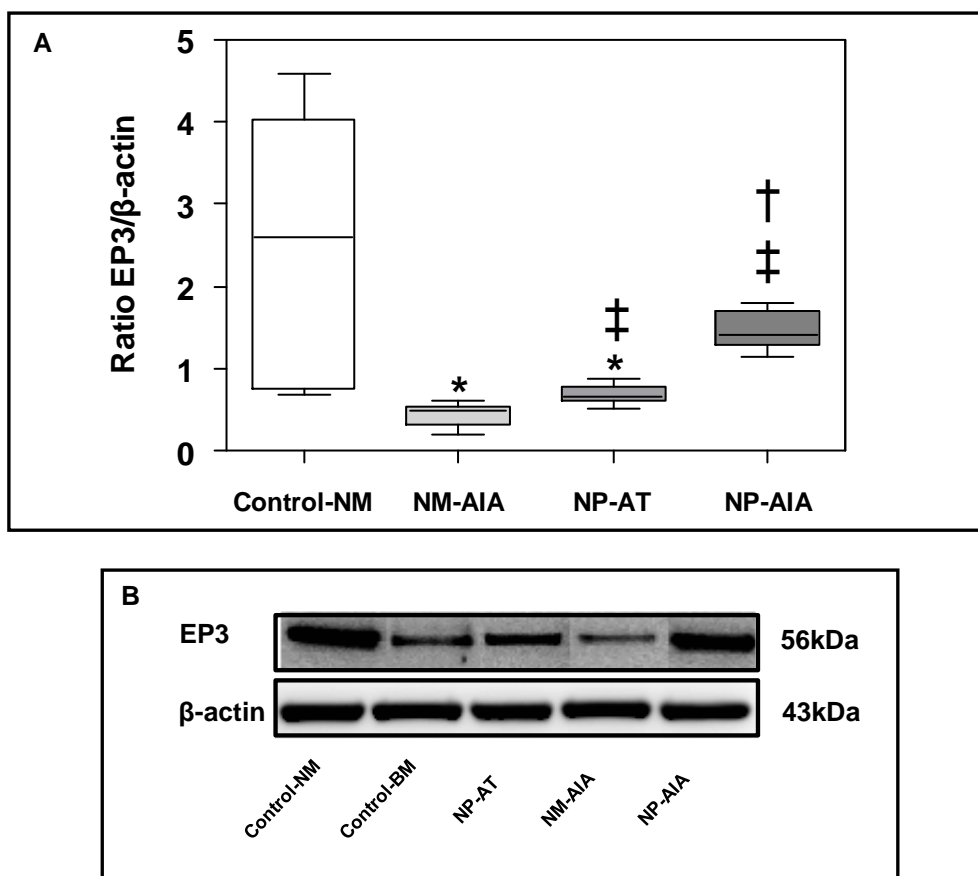 A
Ratio EP3/β-actin
5
4
3
2
1
0
*
‡
*
†
‡
Control-NM NM-AIA NP-AT NP-AIA
B
EP3 56kDa
β-actin 43kDa
Control-NM Control-BM NP-AT NM-AIA NP-AIA